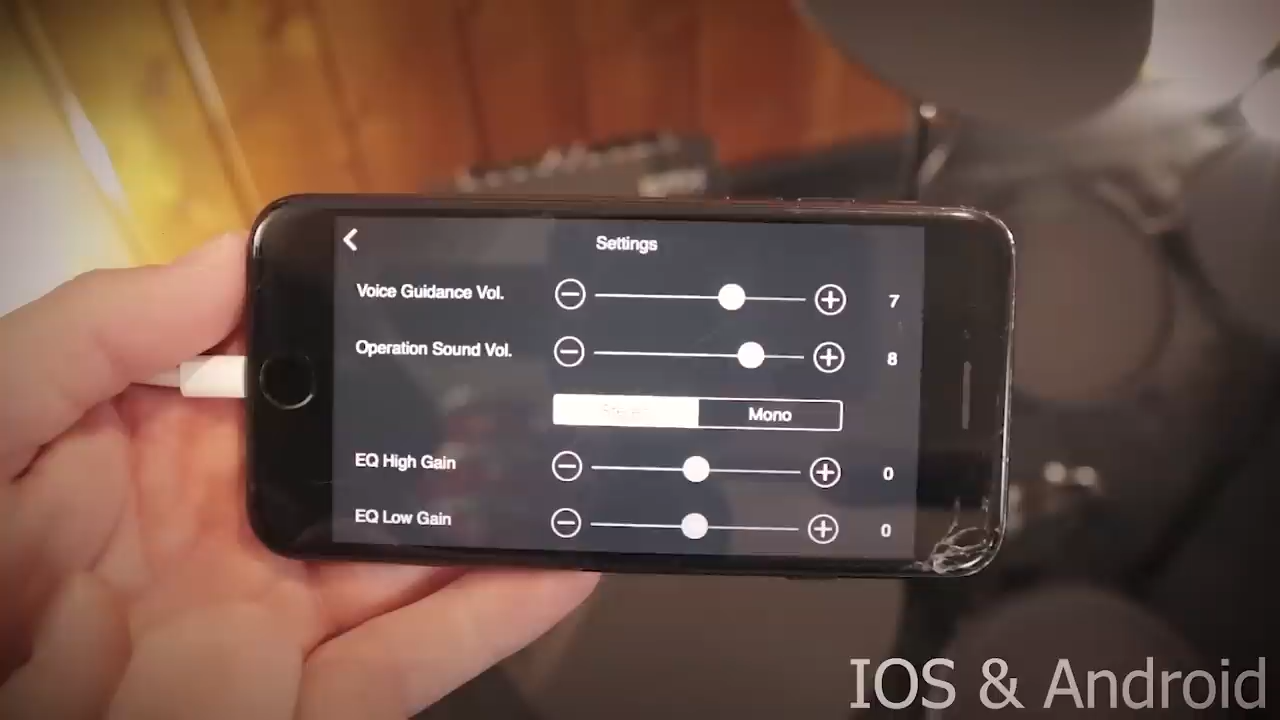 Settings
Voice Guidance Vol. 7
Operation Sound Vol. 8
Stereo Mono
EQ High Gain 0
EQ Low Gain 0
IOS & Android